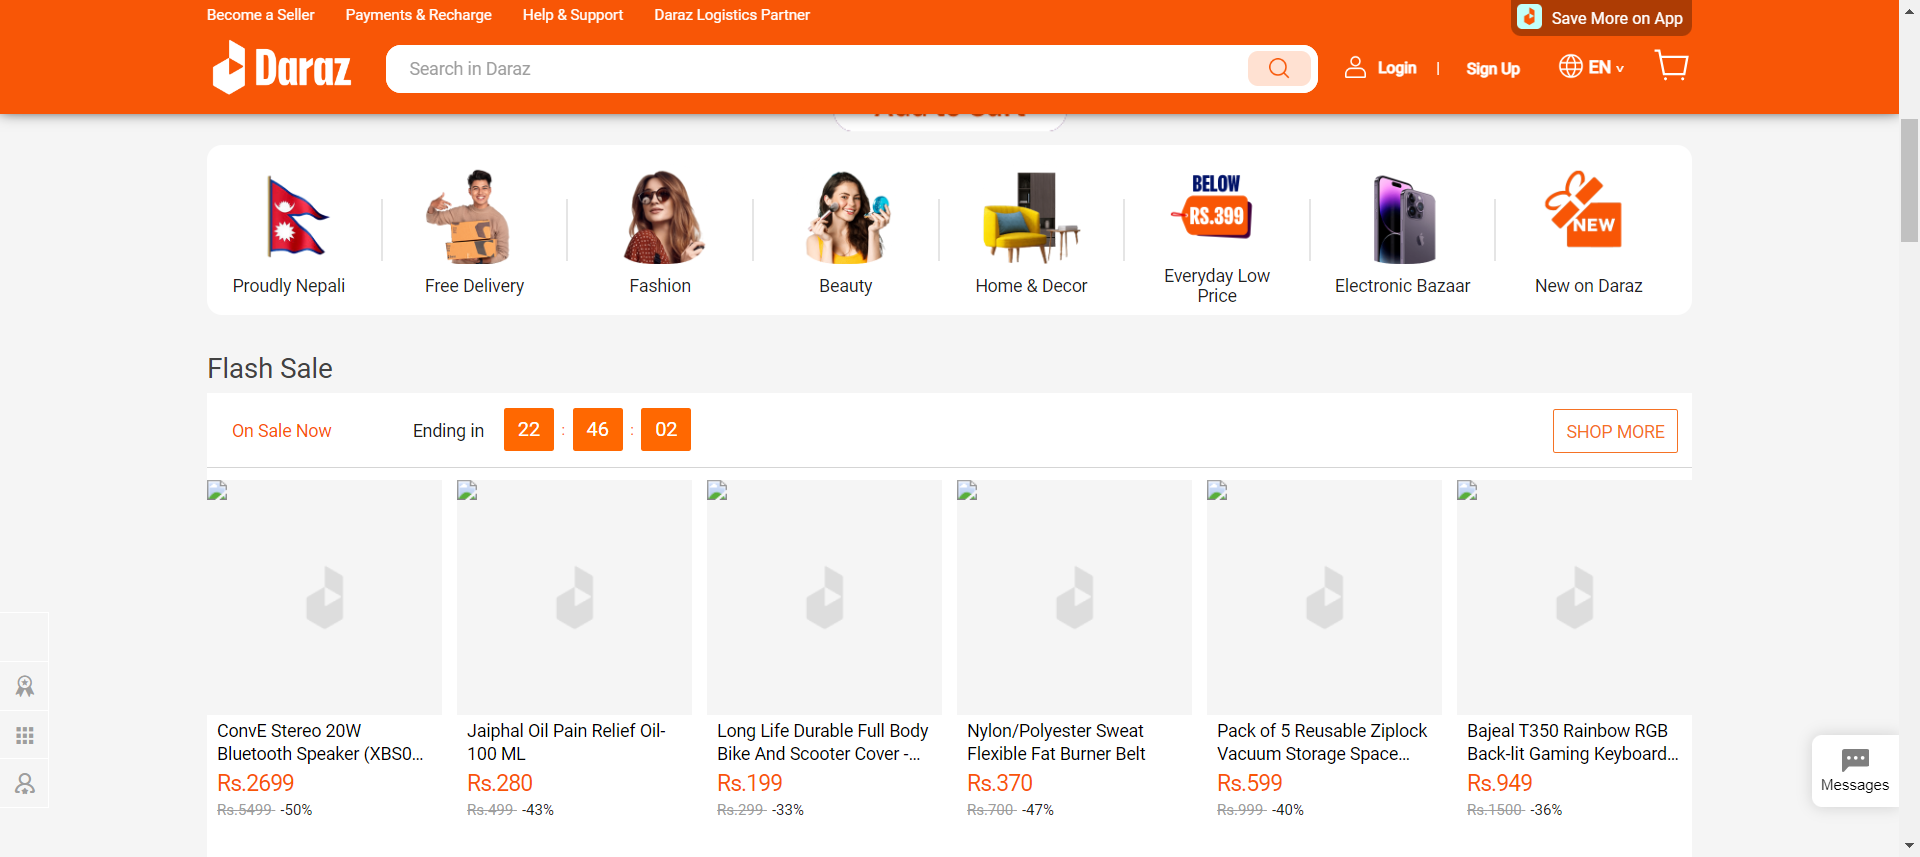 Become a Seller
Payments & Recharge
Help & Support
Daraz Logistics Partner
Save More on App
Daraz
Search in Daraz
Login
|
Sign Up
EN
Add to Cart
BELOW
RS.399
NEW
Proudly Nepali
Free Delivery
Fashion
Beauty
Home & Decor
Everyday Low
Price
Electronic Bazaar
New on Daraz
Flash Sale
On Sale Now
Ending in
22 : 46 : 02
SHOP MORE
ConvE Stereo 20W
Bluetooth Speaker (XBS0...
Rs.2699
Rs.5499 -50%
Jaiphal Oil Pain Relief Oil-
100 ML
Rs.280
Rs.499 -43%
Long Life Durable Full Body
Bike And Scooter Cover -...
Rs.199
Rs.299 -33%
Nylon/Polyester Sweat
Flexible Fat Burner Belt
Rs.370
Rs.700 -47%
Pack of 5 Reusable Ziplock
Vacuum Storage Space...
Rs.599
Rs.999 -40%
Bajeal T350 Rainbow RGB
Back-lit Gaming Keyboard...
Rs.949
Rs.1500 -36%
Messages